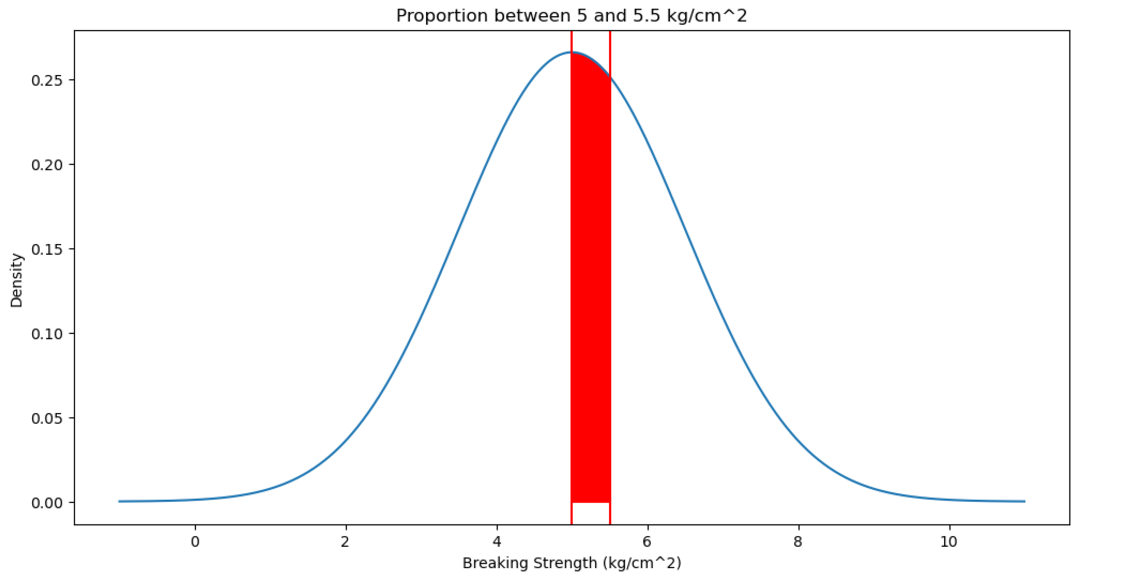 Proportion between 5 and 5.5 kg/cm^2
Density
0.25
0.20
0.15
0.10
0.05
0.00
0 2 4 6 8 10
Breaking Strength (kg/cm^2)